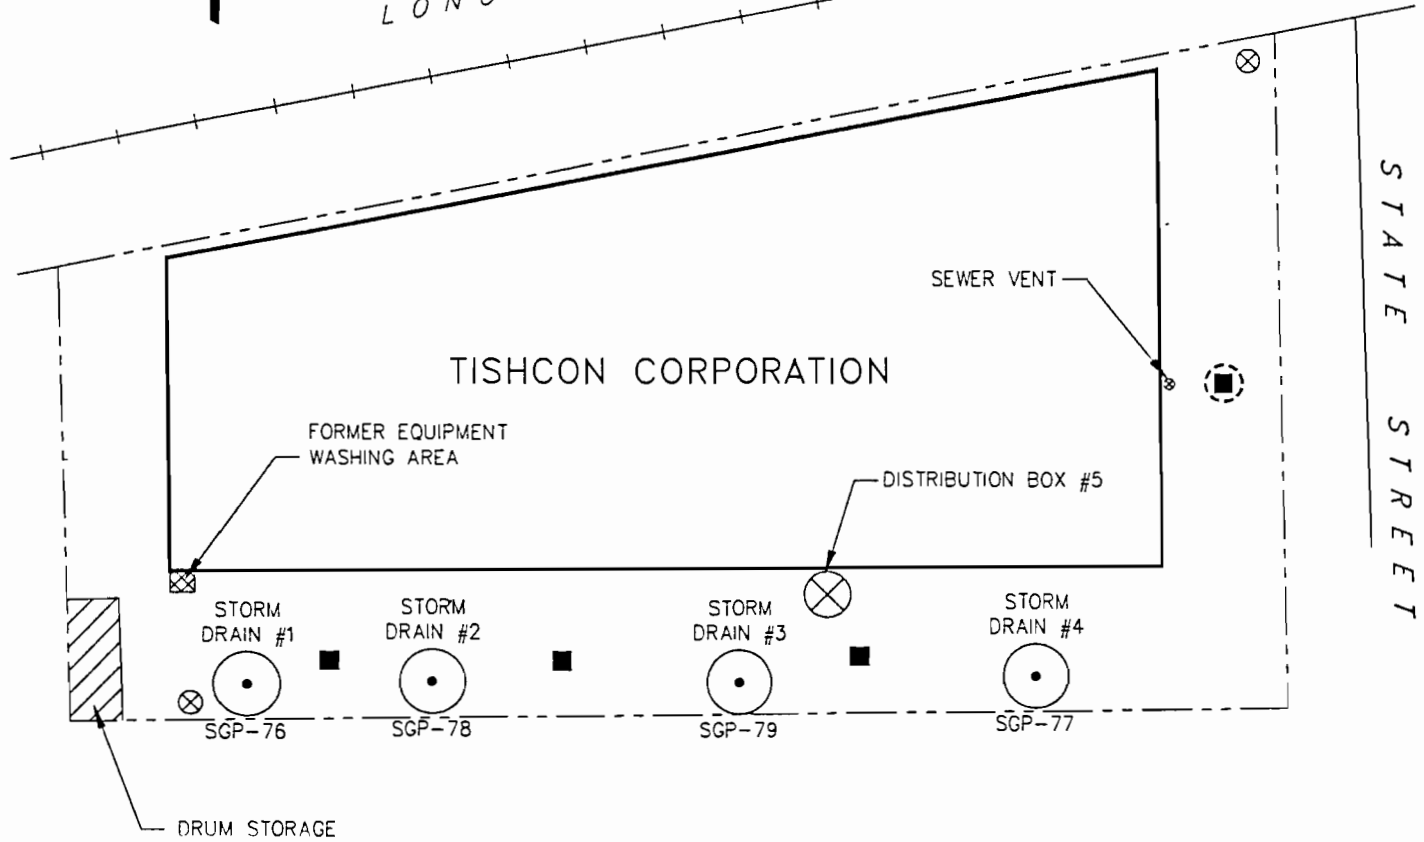 SEWER VENT
TISHCON CORPORATION
STATE STREET
FORMER EQUIPMENT
WASHING AREA
DISTRIBUTION BOX #5
STORM
DRAIN #1
STORM
DRAIN #2
STORM
DRAIN #3
STORM
DRAIN #4
SGP-76
SGP-78
SGP-79
SGP-77
DRUM STORAGE